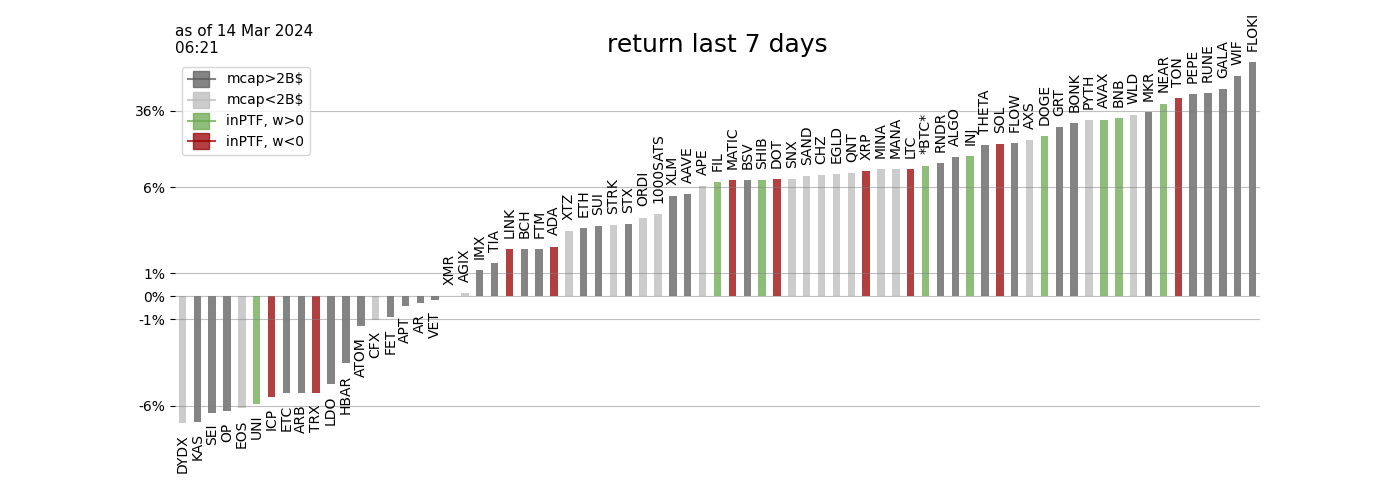 as of 14 Mar 2024
06:21
return last 7 days
mcap>2B$
mcap<2B$
inPTF, w>0
inPTF, w<0
36%
6%
1%
0%
-1%
-6%
DYDX
KAS
SEI
OP
EOS
UNI
ICP
ETC
ARB
TRX
LDO
HBAR
ATOM
CFX
FET
APT
AR
VET
XMR
AGIX
IMX
TIA
LINK
BCH
FTM
ADA
XTZ
ETH
SUI
STRK
STX
ORDI
1000SATS
XLM
AAVE
APE
FIL
MATIC
BSV
SHIB
DOT
SNX
SAND
CHZ
EGLD
QNT
XRP
MINA
MANA
LTC
*BTC*
RNDR
ALGO
INJ
THETA
SOL
FLOW
AXS
DOGE
GRT
BONK
PYTH
AVAX
BNB
WLD
MKR
NEAR
TON
PEPE
RUNE
GALA
WIF
FLOKI